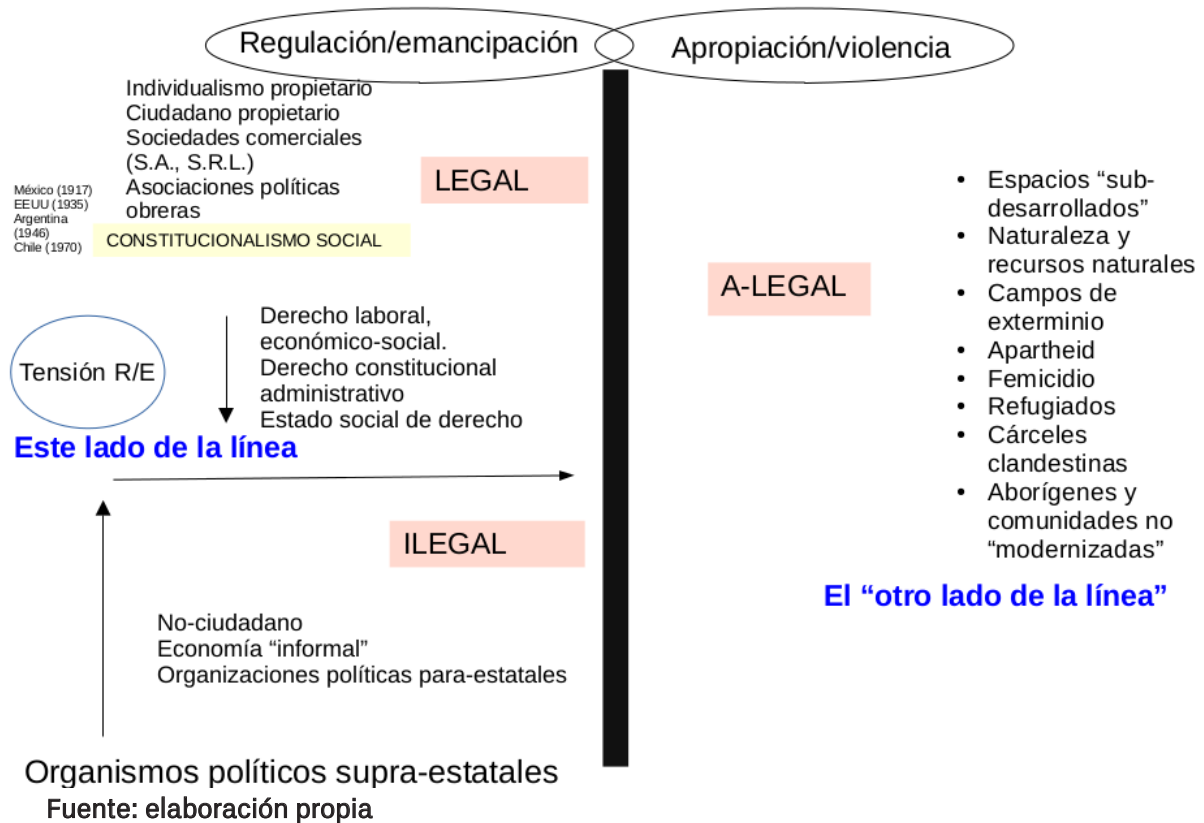 Regulación/emancipación
Apropiación/violencia
Individualismo propietario
Ciudadano propietario
Sociedades comerciales
(S.A., S.R.L.)
Asociaciones políticas
obreras
LEGAL
México (1917)
EEUU (1935)
Argentina
(1946)
Chile (1970)
CONSTITUCIONALISMO SOCIAL
Derecho laboral,
económico-social.
Derecho constitucional
administrativo
Estado social de derecho
Tensión R/E
Este lado de la línea
ILEGAL
No-ciudadano
Economía “informal”
Organizaciones políticas para-estatales
Organismos políticos supra-estatales
A-LEGAL
• Espacios “sub-
desarrollados”
• Naturaleza y
recursos naturales
• Campos de
exterminio
• Apartheid
• Femicidio
• Refugiados
• Cárceles
clandestinas
• Aborígenes y
comunidades no
“modernizadas”
El “otro lado de la línea”
Fuente: elaboración propia